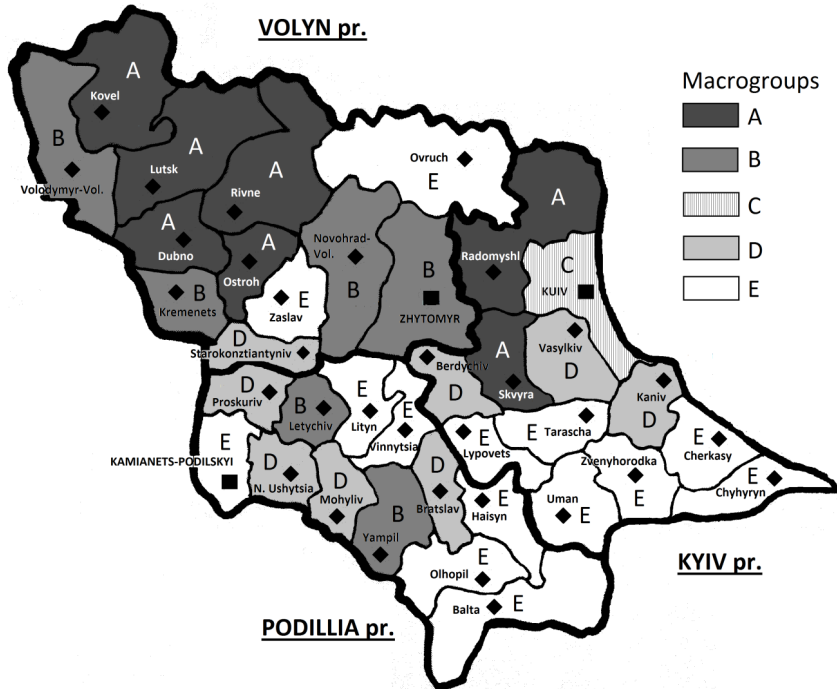 VOLYN pr.
Macrogroups
A
B
C
D
E
A
Kovel
B
Volodymyr-Vol.
A
Lutsk
A
Rivne
Ovruch
E
A
Dubno
A
Ostroh
Novohrad-
Vol.
B
B
ZHYTOMYR
A
Radomyshl
C
KUIV
B
Kremenets
E
Zaslav
D
Starokonztiantyniv
A
Skvyra
Vasylkiv
D
Berdychiv
D
Kaniv
D
D
Proskuriv
B
Letychiv
E
Lityn
E
Vinnytsia
E
Lypovets
E
Tarascha
E
Cherkasy
E
KAMIANETS-PODILSKYI
D
N. Ushytsia
D
Mohyliv
D
Bratslav
Zvenyhorodka
E
E
Chyhyryn
B
Yampil
Haisyn
E
Uman
E
E
Olhopil
Balta
E
KYIV pr.
PODILLIA pr.